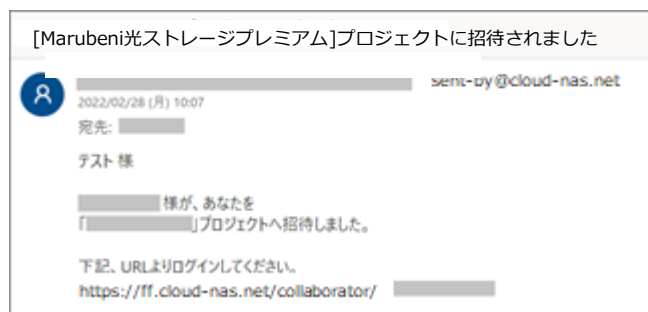 [Marubeni光ストレージプレミアム]プロジェクトに招待されました
sent-by@cloud-nas.net
2022/02/28 (月) 10:07
宛先:
テスト 様
様が、あなたを
「 」プロジェクトへ招待しました。
下記、URLよりログインしてください。
https://ff.cloud-nas.net/collaborator/